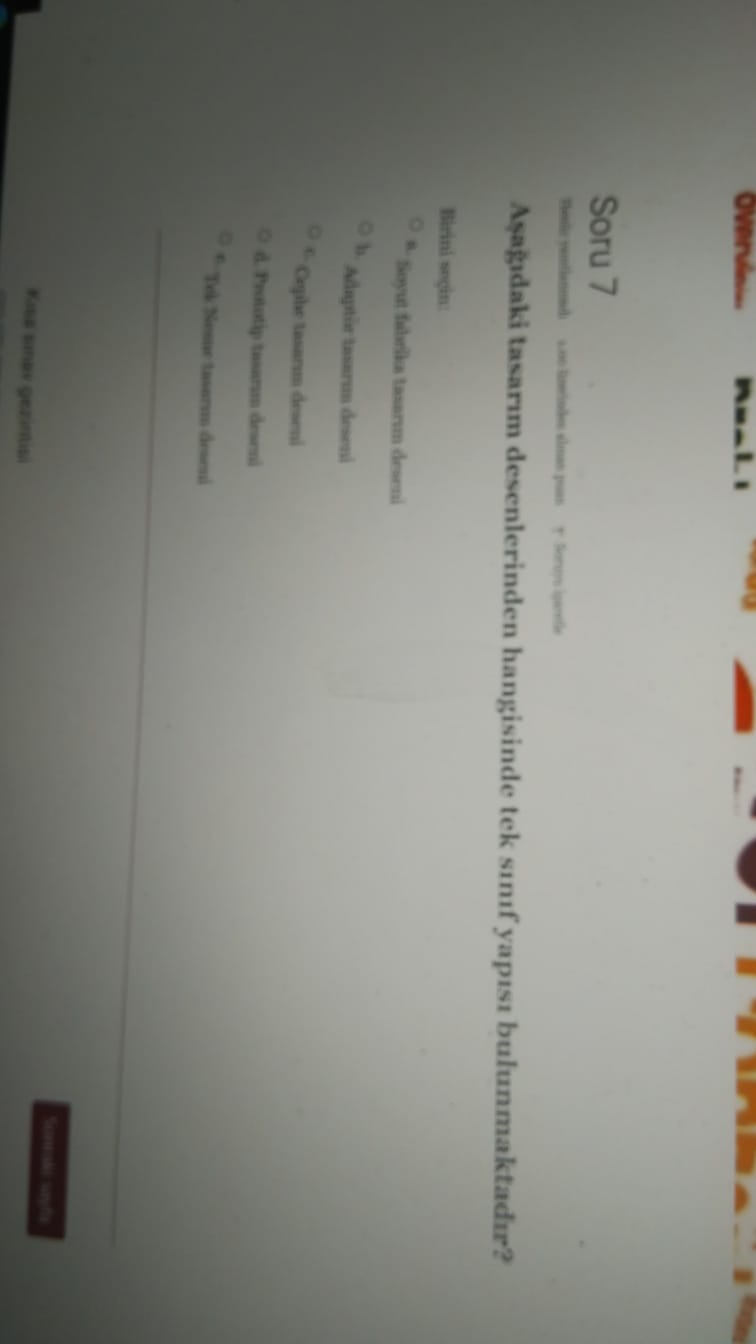 Soru 7
Henüz yanıtlanmadı 1,00 üzerinden alınan puan Soruyu işaretle
Aşağıdaki tasarım desenlerinden hangisinde tek sınıf yapısı bulunmaktadır?
Birini seçin:
a. Soyut fabrika tasarım deseni
b. Adaptör tasarım deseni
c. Cephe tasarım deseni
d. Prototip tasarım deseni
e. Tek Nesne tasarım deseni
Sonraki sayfa
Kısa sınav gezintisi